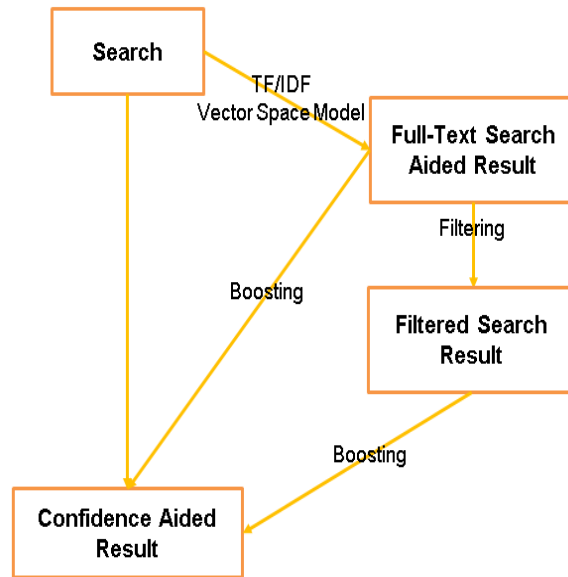 Search
TF/IDF
Vector Space Model
Full-Text Search
Aided Result
Filtering
Boosting
Filtered Search
Result
Boosting
Confidence Aided
Result